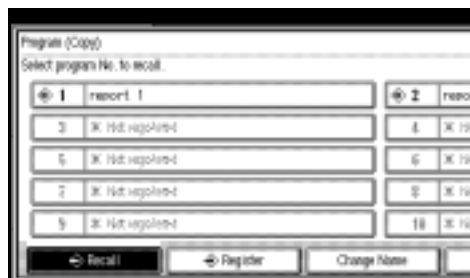 Program (Copy)
Select program No. to recall.
1 report 1 2 repo
3 * Not registered 4 * N
5 * Not registered 6 * N
7 * Not registered 8 * N
9 * Not registered 10 * N
Recall Register Change Name